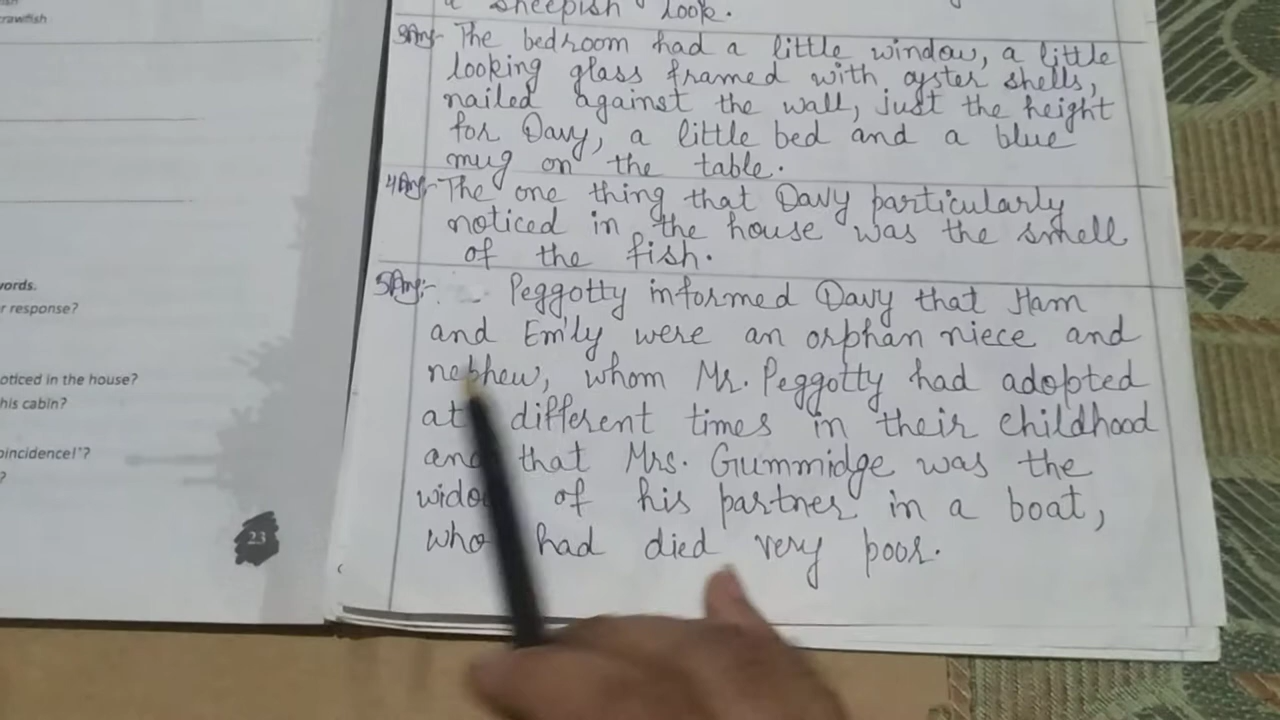 crawfish
words.
r response?
oticed in the house?
his cabin?
oincidence!"?
?
23
a sheepish look.
3Ans:- The bedroom had a little window, a little
looking glass framed with oyster shells,
nailed against the wall, just the height
for Davy, a little bed and a blue
mug on the table.
4Ans:- The one thing that Davy particularly
noticed in the house was the smell
of the fish.
5Ans:- Peggotty informed Davy that Ham
and Em'ly were an orphan niece and
nephew, whom Mr. Peggotty had adopted
at different times in their childhood
and that Mrs. Gummidge was the
widow of his partner in a boat,
who had died very poor.